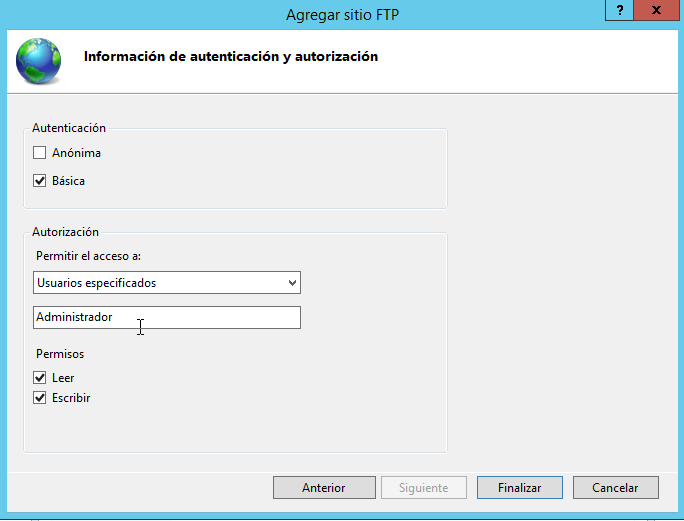 Agregar sitio FTP
? x
Información de autenticación y autorización
Autenticación
Anónima
Básica
Autorización
Permitir el acceso a:
Usuarios especificados
Administrador
Permisos
Leer
Escribir
Anterior Siguiente Finalizar Cancelar